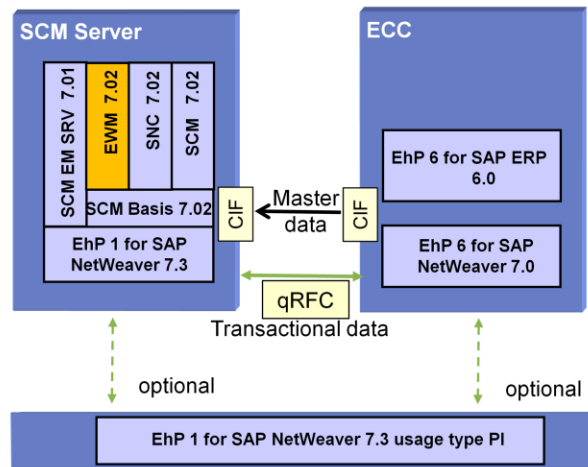 SCM Server
ECC
SCM EM SRV 7.01
EWM 7.02
SNC 7.02
SCM 7.02
SCM Basis 7.02
EhP 1 for SAP
NetWeaver 7.3
CIF
Master
data
CIF
EhP 6 for SAP ERP
6.0
EhP 6 for SAP
NetWeaver 7.0
qRFC
Transactional data
optional
optional
EhP 1 for SAP NetWeaver 7.3 usage type PI